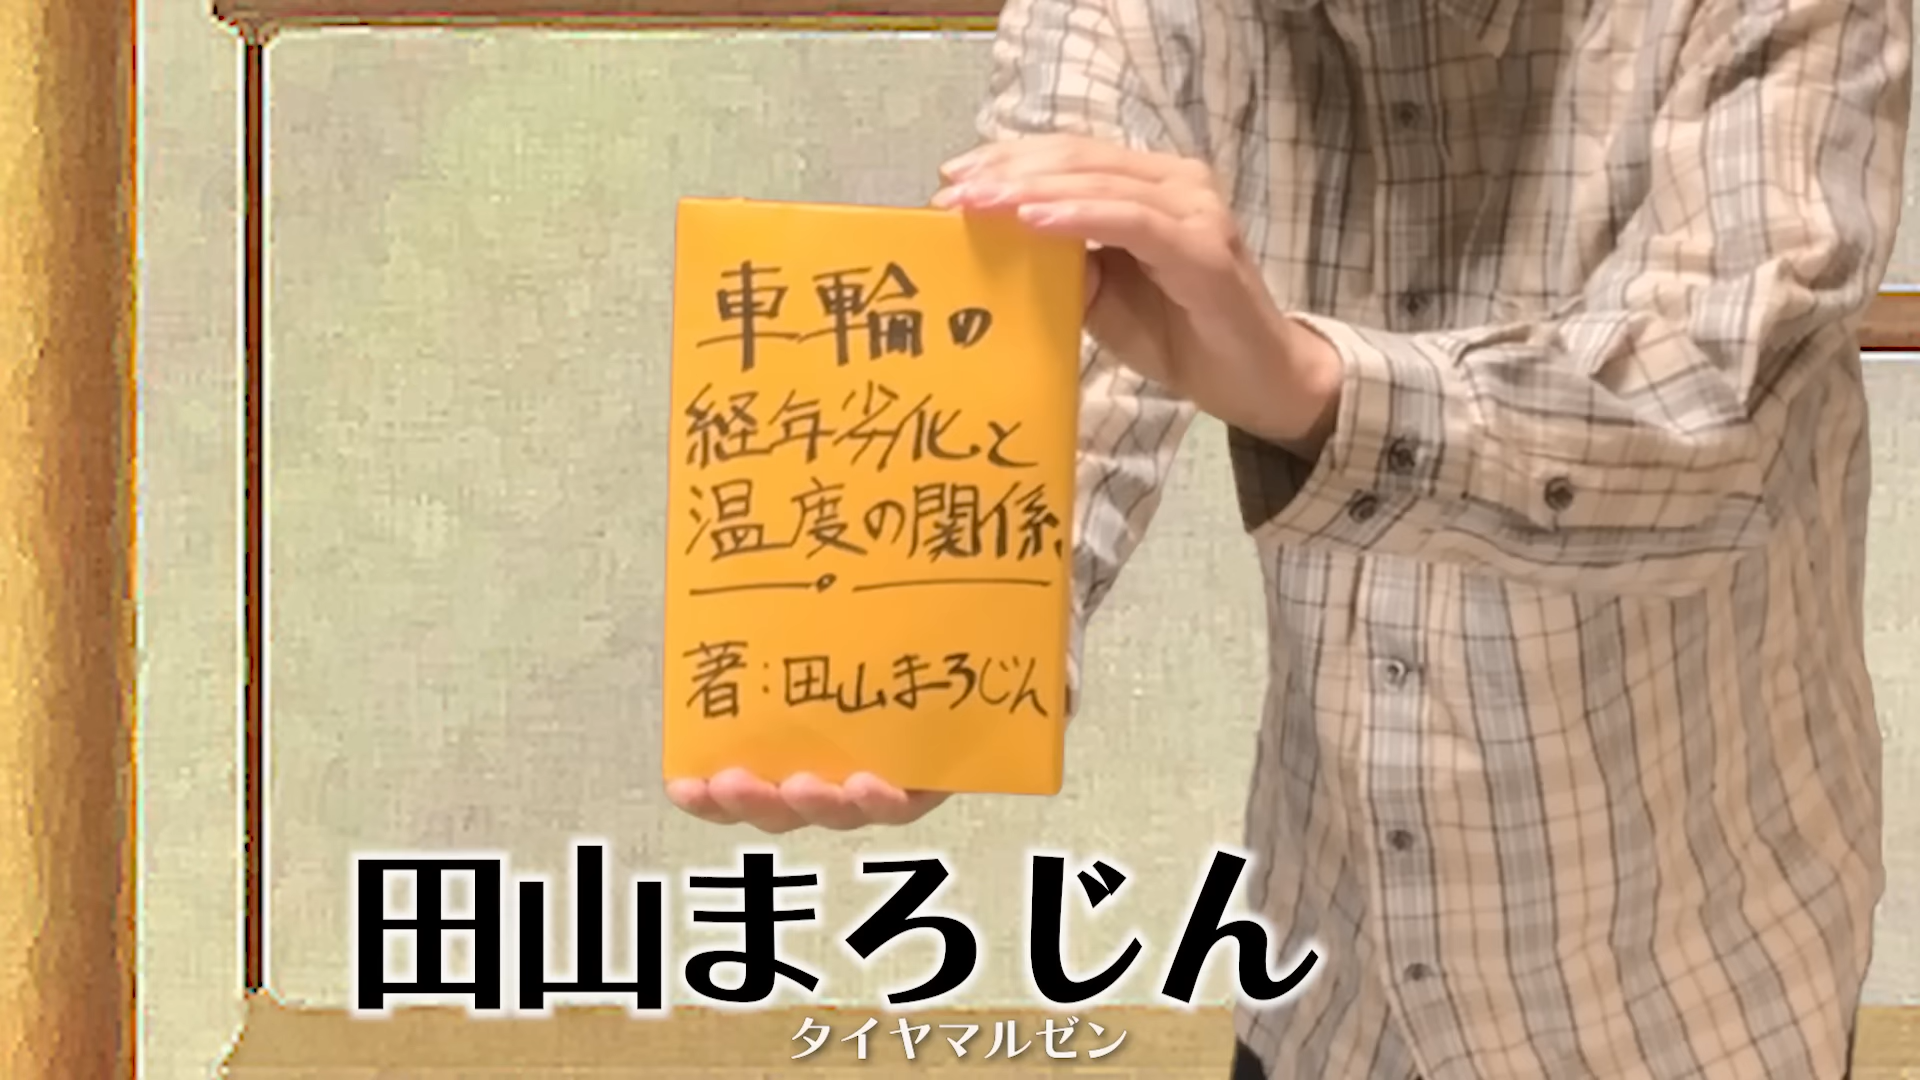 車輪の
経年劣化と
温度の関係
著:田山まろじん
田山まろじん
タイヤマルゼン